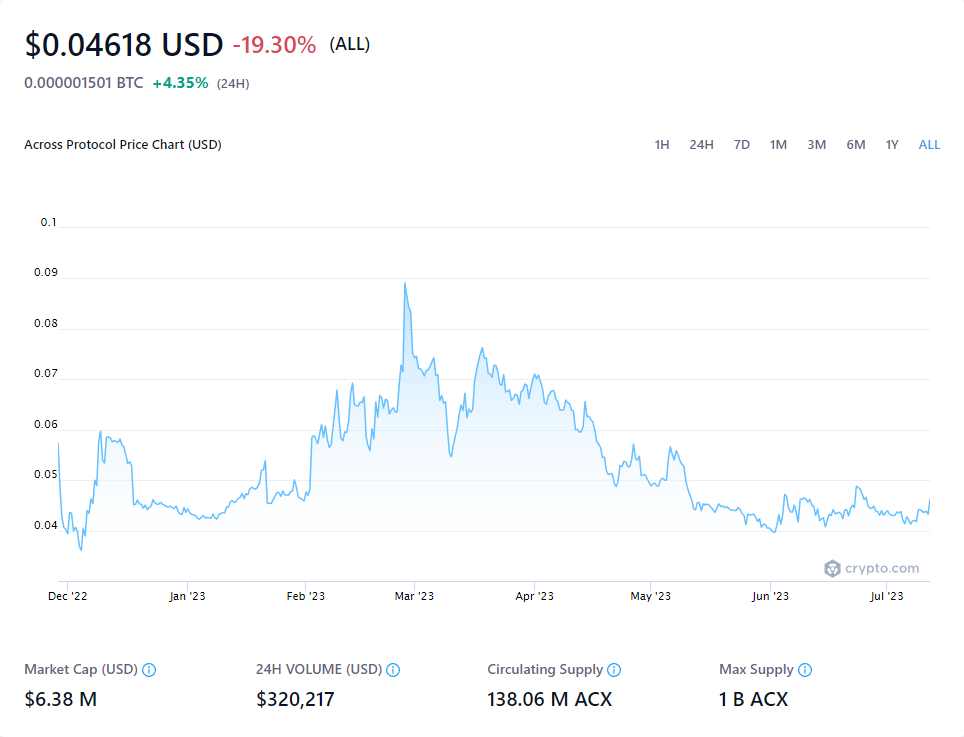 $0.04618 USD -19.30% (ALL)
0.000001501 BTC +4.35% (24H)
Across Protocol Price Chart (USD) 1H 24H 7D 1M 3M 6M 1Y ALL
0.1
0.09
0.08
0.07
0.06
0.05
0.04
crypto.com
Dec '22 Jan '23 Feb '23 Mar '23 Apr '23 May '23 Jun '23 Jul '23
Market Cap (USD) 24H VOLUME (USD) Circulating Supply Max Supply
$6.38 M $320,217 138.06 M ACX 1 B ACX